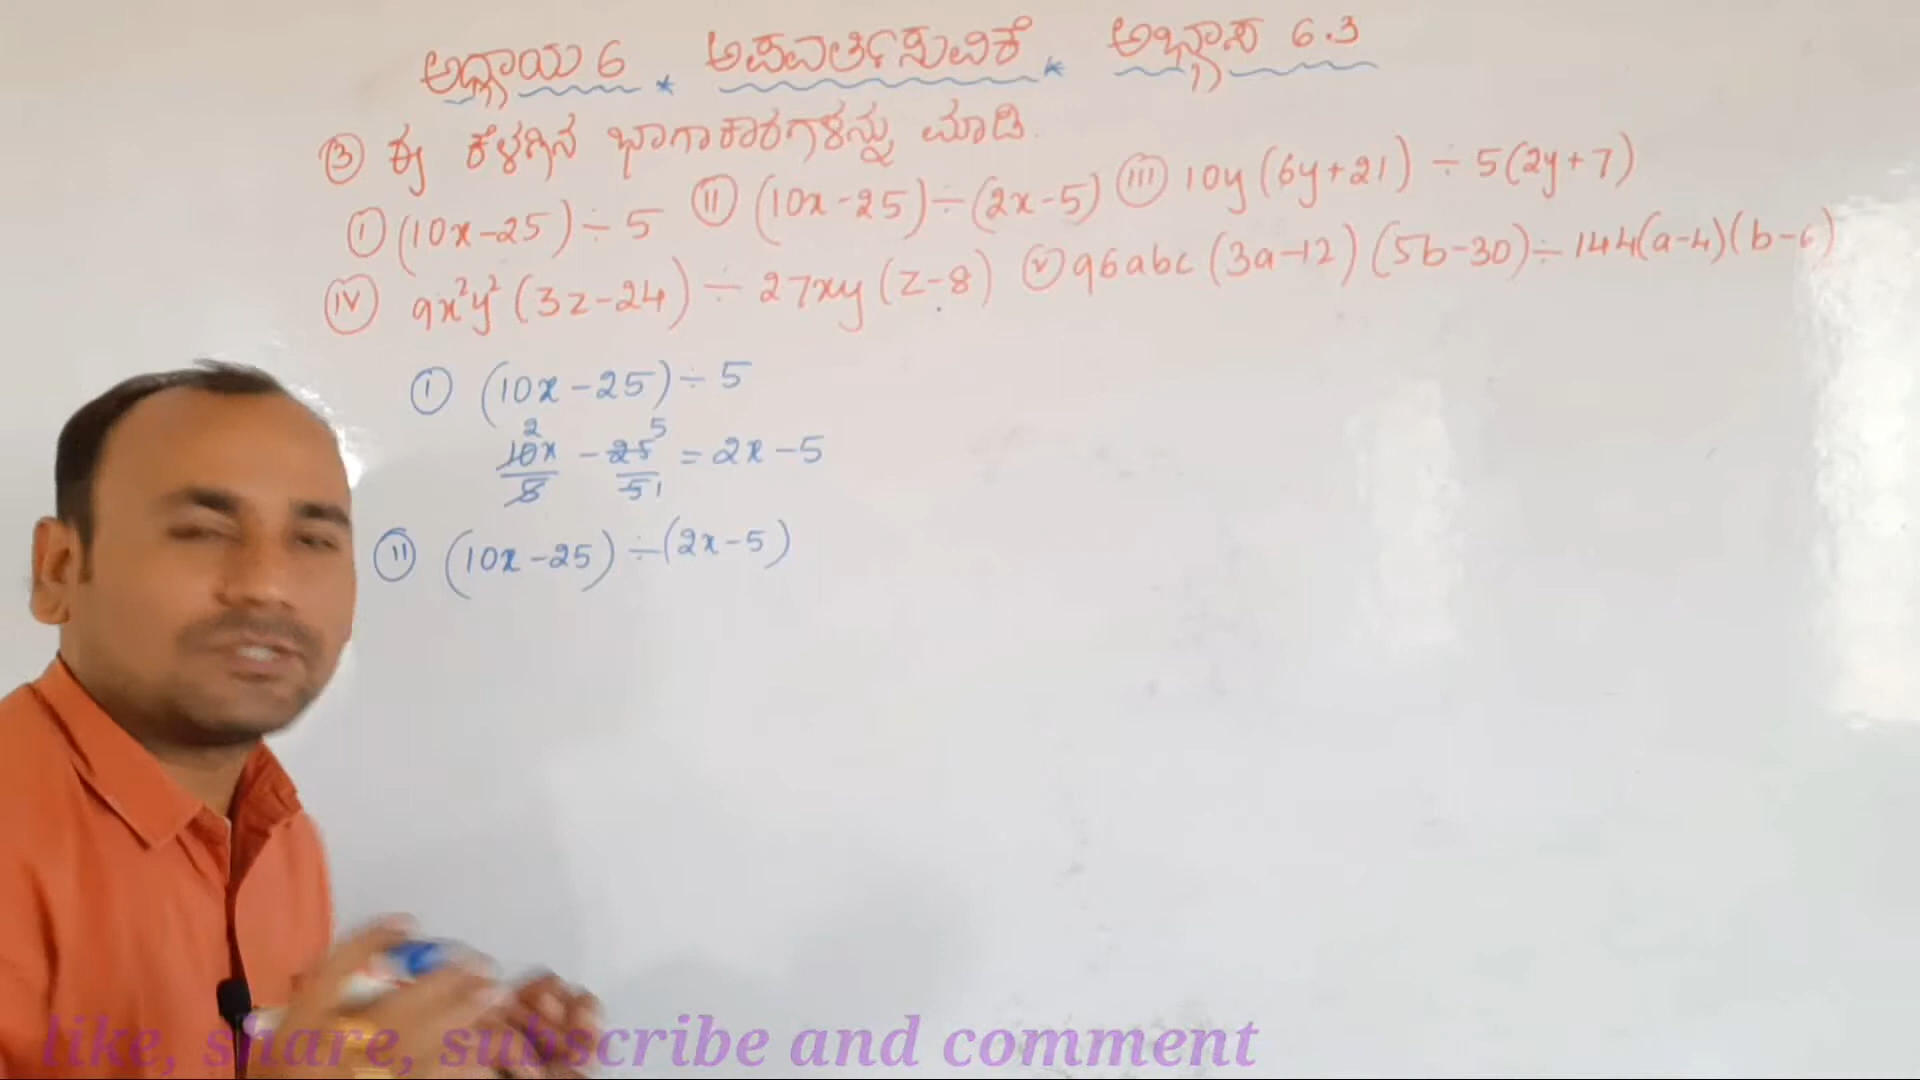 ಅಧ್ಯಾಯ 6 * ಅಪವರ್ತಿಸುವಿಕೆ * ಅಭ್ಯಾಸ 6.3
③ ಈ ಕೆಳಗಿನ ಭಾಗಾಕಾರಗಳನ್ನು ಮಾಡಿ.
(i) (10x-25) ÷ 5 (ii) (10x-25) ÷ (2x-5) (iii) 10y(6y+21) ÷ 5(2y+7)
(iv) 9x²y²(3z-24) ÷ 27xy(z-8) (v) 96abc(3a-12)(5b-30) ÷ 144(a-4)(b-6)
(i) (10x-25) ÷ 5
2 5
10x/5 - 25/5 1 = 2x-5
(ii) (10x-25) ÷ (2x-5)
like, share, subscribe and comment